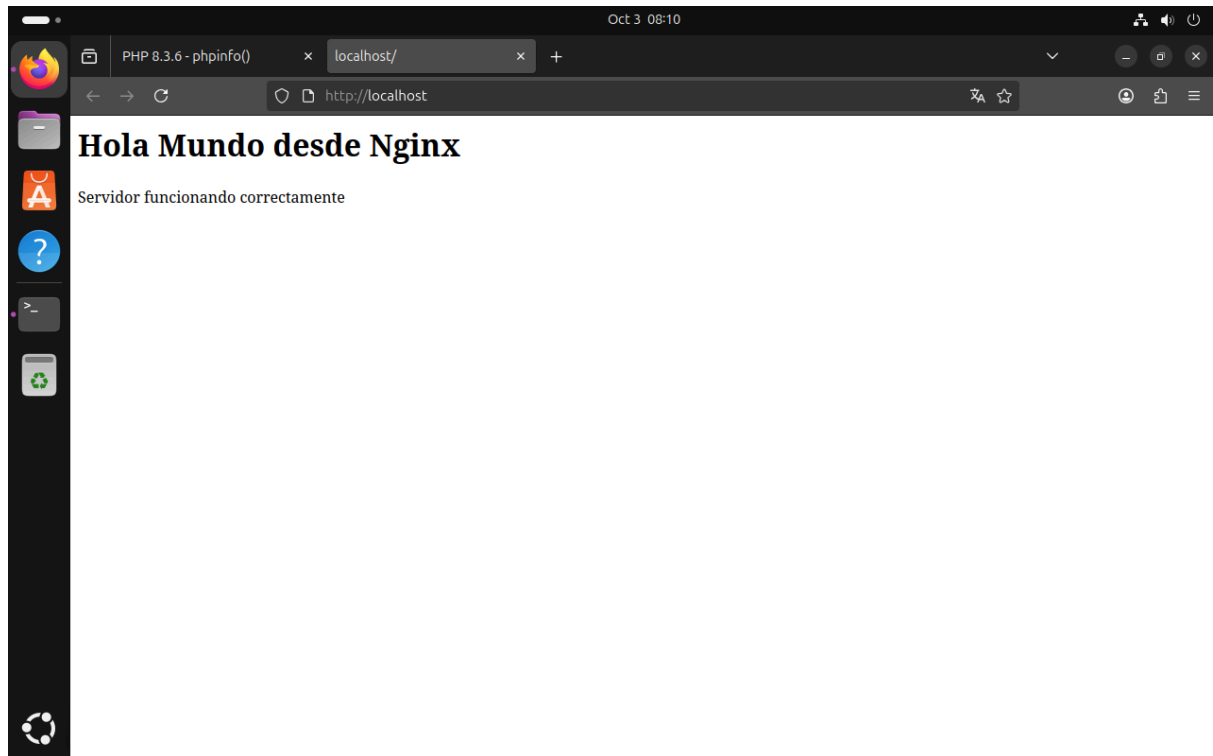 Oct 3 08:10
PHP 8.3.6 - phpinfo()
localhost/
http://localhost
Hola Mundo desde Nginx
Servidor funcionando correctamente